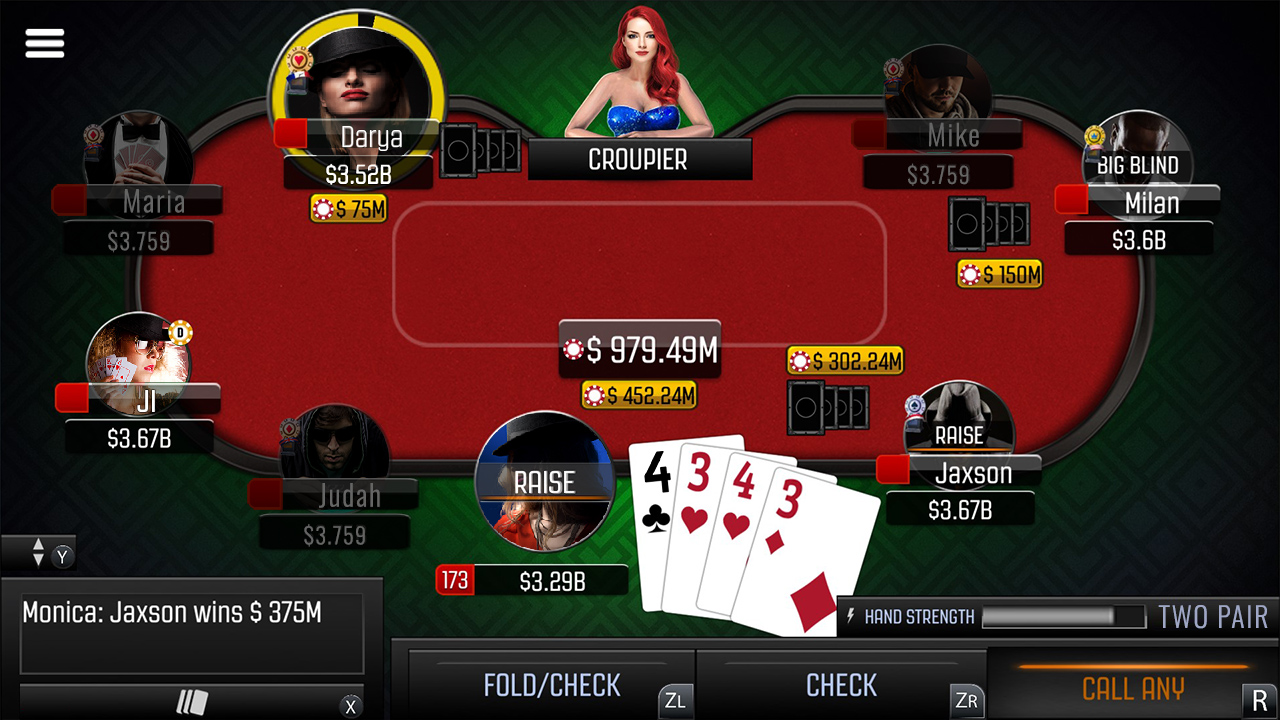 Darya
$3.52B
$ 75M
CROUPIER
Mike
$3.759
BIG BLIND
Milan
$3.6B
$ 150M
Maria
$3.759
D
JI
$3.67B
$ 979.49M
$ 302.24M
$ 452.24M
RAISE
Jaxson
$3.67B
Judah
$3.759
RAISE
173
$3.29B
4
3
4
3
Y
Monica: Jaxson wins $ 375M
X
HAND STRENGTH
TWO PAIR
FOLD/CHECK
ZL
CHECK
ZR
CALL ANY
R